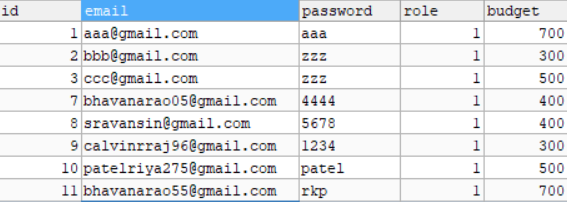 id email password role budget
1 aaa@gmail.com aaa 1 700
2 bbb@gmail.com zzz 1 300
3 ccc@gmail.com zzz 1 500
7 bhavanarao05@gmail.com 4444 1 400
8 sravansin@gmail.com 5678 1 400
9 calvinrraj96@gmail.com 1234 1 300
10 patelriya275@gmail.com patel 1 500
11 bhavanarao55@gmail.com rkp 1 700